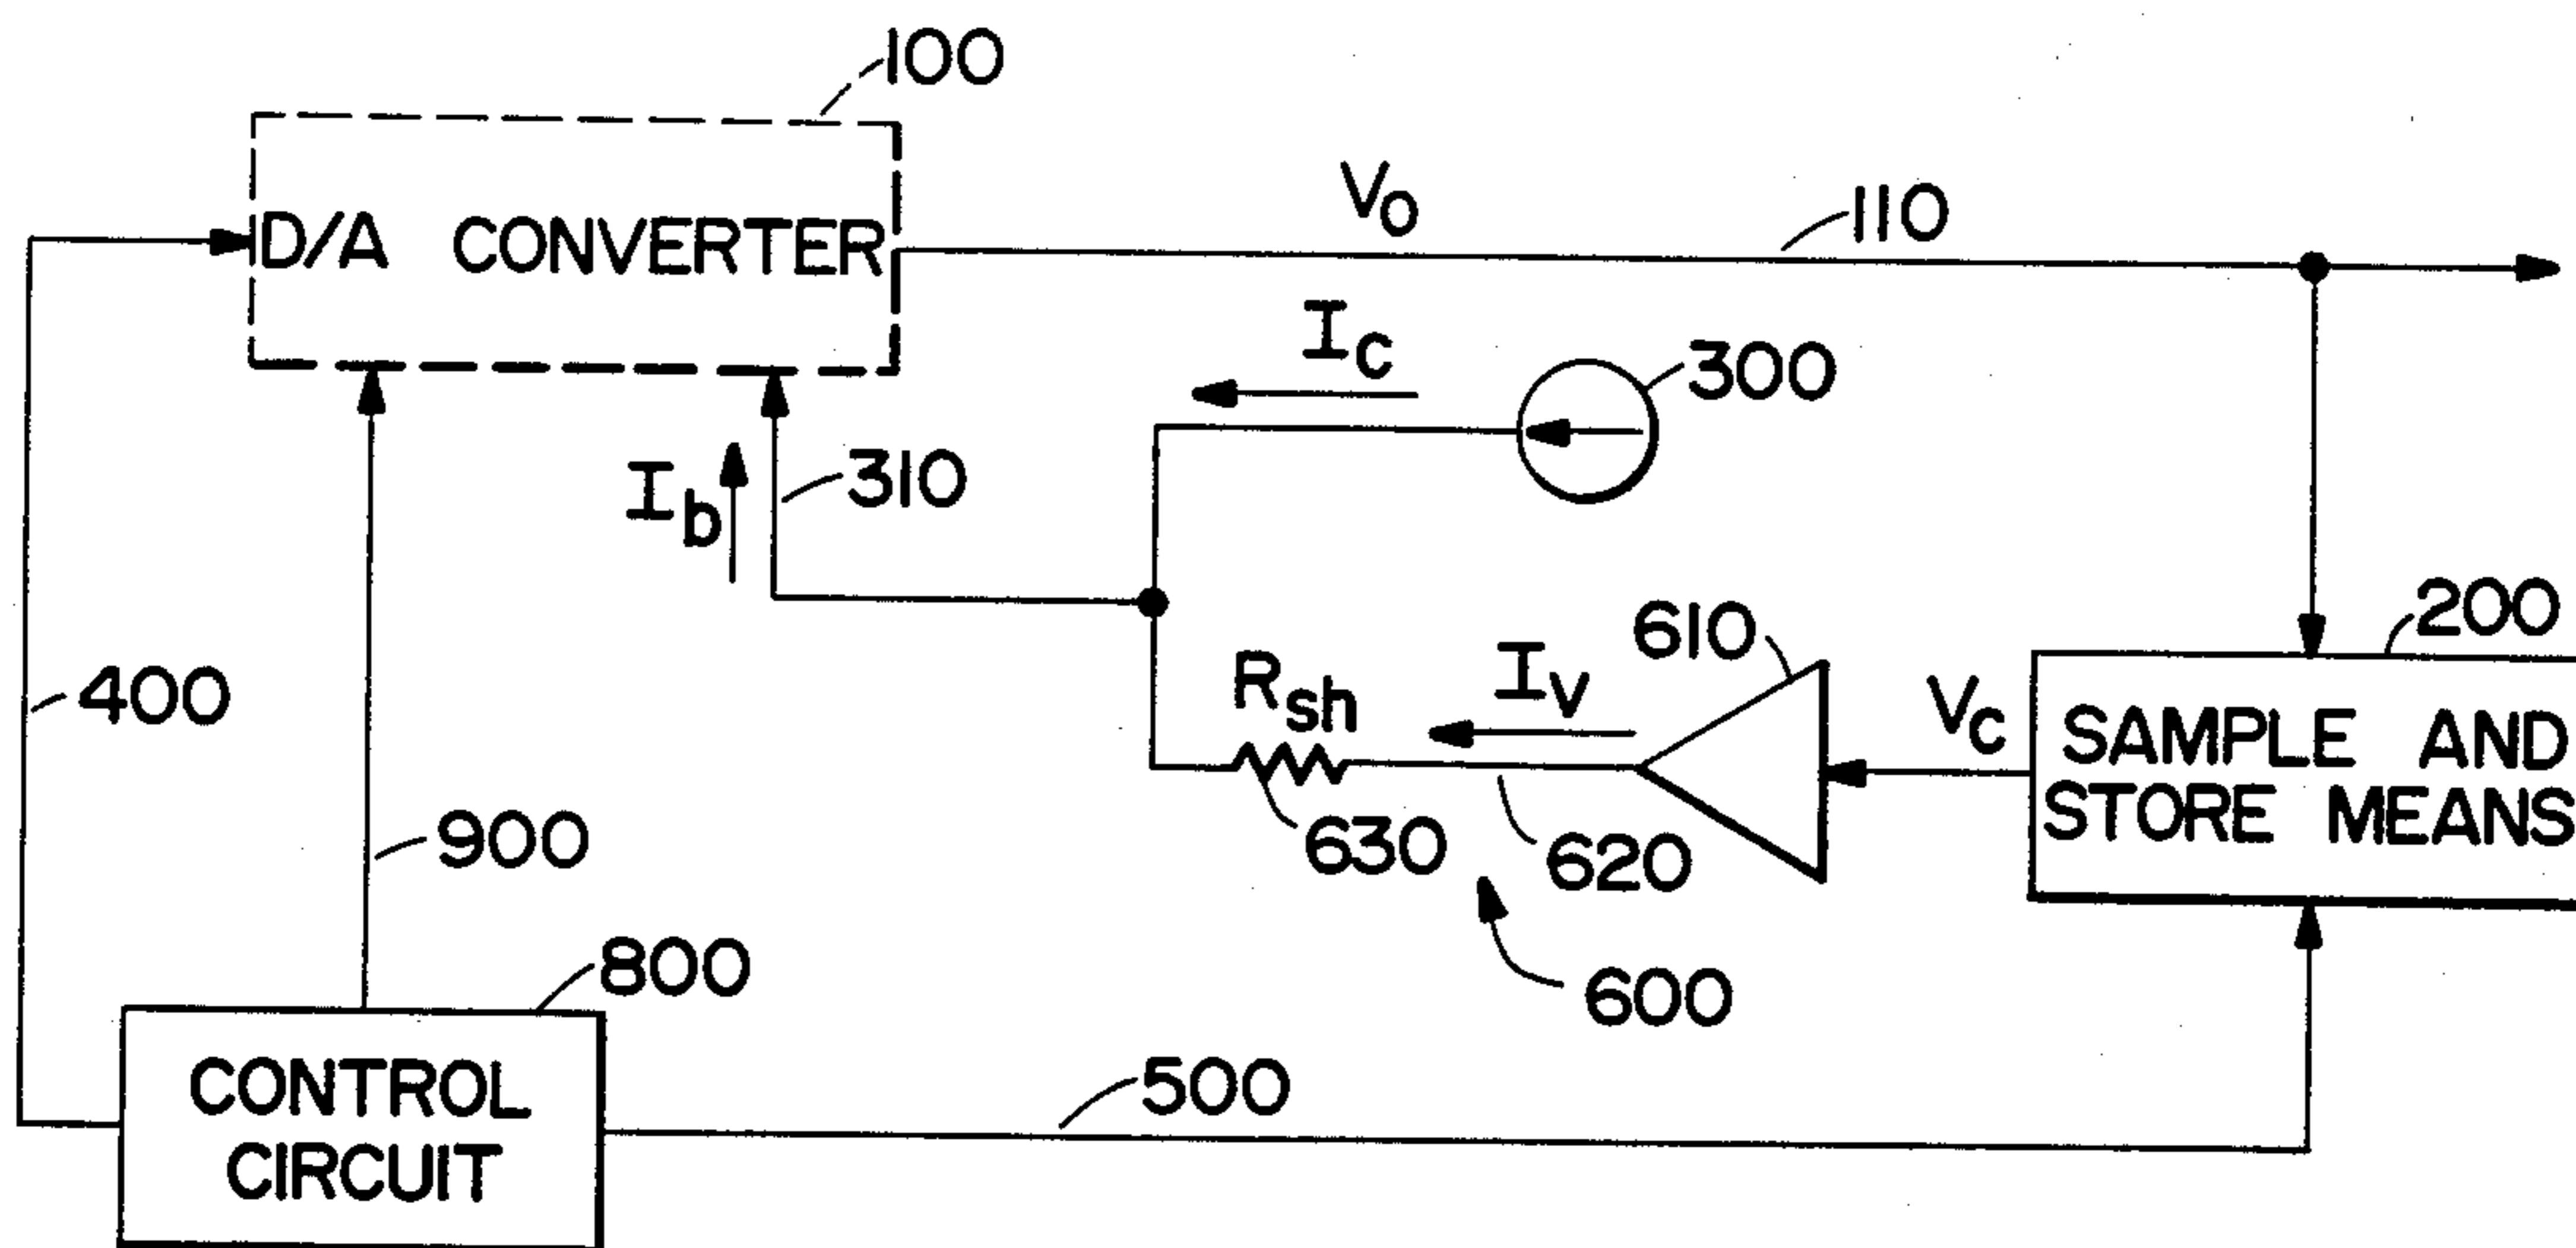 100
D/A CONVERTER
Vo
110
Ic
300
Ib
310
400
Rsh
Iv
610
Vc
200
SAMPLE AND
STORE MEANS
630
620
900
600
800
CONTROL
CIRCUIT
500